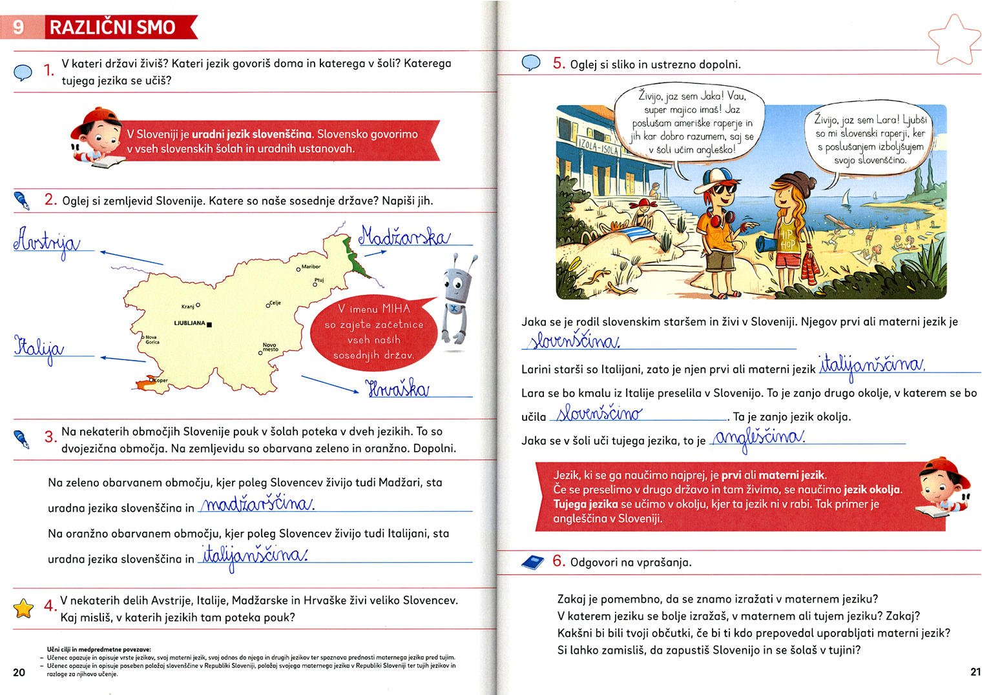 9 RAZLIČNI SMO
1. V kateri državi živiš? Kateri jezik govoriš doma in katerega v šoli? Katerega
tujega jezika se učiš?
V Sloveniji je uradni jezik slovenščina. Slovensko govorimo
v vseh slovenskih šolah in uradnih ustanovah.
2. Oglej si zemljevid Slovenije. Katere so naše sosednje države? Napiši jih.
Avstrija
Madžarska
Maribor
Ptuj
Kranj
Celje
LJUBLJANA
V imenu MIHA
so zajete začetnice
vseh naših
sosednjih držav.
Italija
Nova
Gorica
Novo
mesto
Koper
Hrvaška
3. Na nekaterih območjih Slovenije pouk v šolah poteka v dveh jezikih. To so
dvojezična območja. Na zemljevidu so obarvana zeleno in oranžno. Dopolni.
Na zeleno obarvanem območju, kjer poleg Slovencev živijo tudi Madžari, sta
uradna jezika slovenščina in madžarščina.
Na oranžno obarvanem območju, kjer poleg Slovencev živijo tudi Italijani, sta
uradna jezika slovenščina in italijanščina.
4. V nekaterih delih Avstrije, Italije, Madžarske in Hrvaške živi veliko Slovencev.
Kaj misliš, v katerih jezikih tam poteka pouk?
Učni cilji in medpredmetne povezave:
– Učenec opazuje in opisuje vrste jezikov, svoj materni jezik, svoj odnos do njega in drugih jezikov ter spoznava prednosti maternega jezika pred tujim.
– Učenec opazuje in opisuje poseben položaj slovenščine v Republiki Sloveniji, položaj svojega maternega jezika v Republiki Sloveniji ter tujih jezikov in
razloge za njihovo učenje.
20
5. Oglej si sliko in ustrezno dopolni.
Živijo, jaz sem Jaka! Vau,
super majico imaš! Jaz
poslušam ameriške raperje in
jih kar dobro razumem, saj se
v šoli učim angleško!
Živijo, jaz sem Lara! Ljubši
so mi slovenski raperji, ker
s poslušanjem izboljšujem
svojo slovenščino.
IZOLA-ISOLA
HIP
HOP
Jaka se je rodil slovenskim staršem in živi v Sloveniji. Njegov prvi ali materni jezik je
slovenščina.
Larini starši so Italijani, zato je njen prvi ali materni jezik italijanščina.
Lara se bo kmalu iz Italije preselila v Slovenijo. To je zanjo drugo okolje, v katerem se bo
učila slovenščino. Ta je zanjo jezik okolja.
Jaka se v šoli uči tujega jezika, to je angleščina.
Jezik, ki se ga naučimo najprej, je prvi ali materni jezik.
Če se preselimo v drugo državo in tam živimo, se naučimo jezik okolja.
Tujega jezika se učimo v okolju, kjer ta jezik ni v rabi. Tak primer je
angleščina v Sloveniji.
6. Odgovori na vprašanja.
Zakaj je pomembno, da se znamo izražati v maternem jeziku?
V katerem jeziku se bolje izražaš, v maternem ali tujem jeziku? Zakaj?
Kakšni bi bili tvoji občutki, če bi ti kdo prepovedal uporabljati materni jezik?
Si lahko zamisliš, da zapustiš Slovenijo in se šolaš v tujini?
21